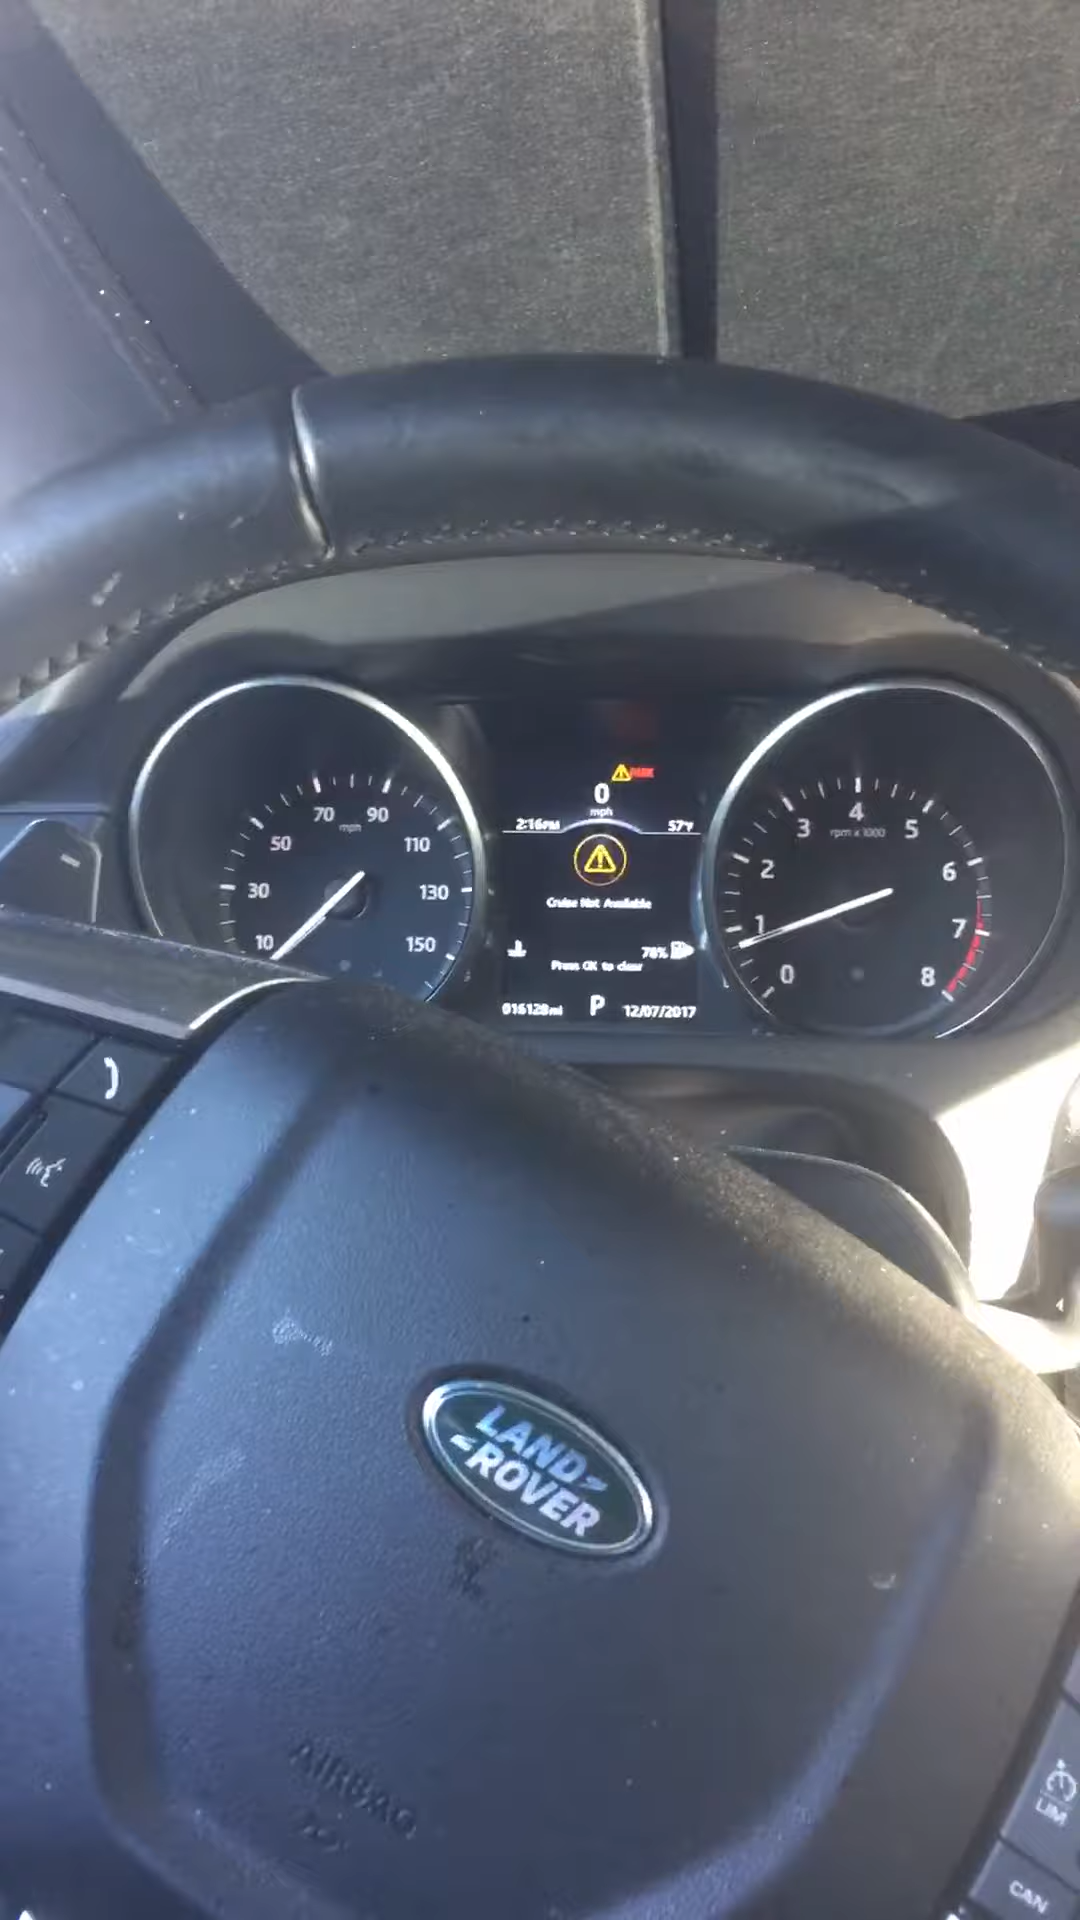 PARK
0
mph
2:16PM 57°F
Cruise Not Available
78%
Press OK to clear
016128mi P 12/07/2017
10 30 50 70 90 110 130 150
mph
0 1 2 3 4 5 6 7 8
rpm x 1000
LAND
ROVER
AIRBAG
LIM
CAN